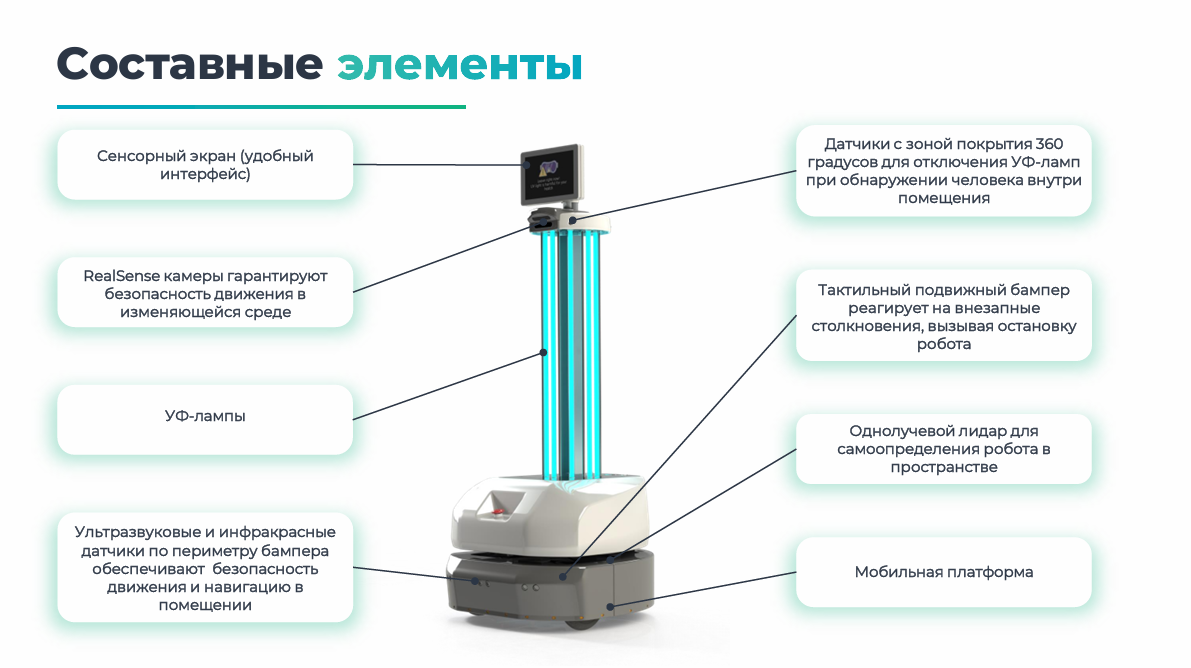 Составные элементы
Сенсорный экран (удобный
интерфейс)
RealSense камеры гарантируют
безопасность движения в
изменяющейся среде
УФ-лампы
Ультразвуковые и инфракрасные
датчики по периметру бампера
обеспечивают  безопасность
движения и навигацию в
помещении
Датчики с зоной покрытия 360
градусов для отключения УФ-ламп
при обнаружении человека внутри
помещения
Тактильный подвижный бампер
реагирует на внезапные
столкновения, вызывая остановку
робота
Однолучевой лидар для
самоопределения робота в
пространстве
Мобильная платформа